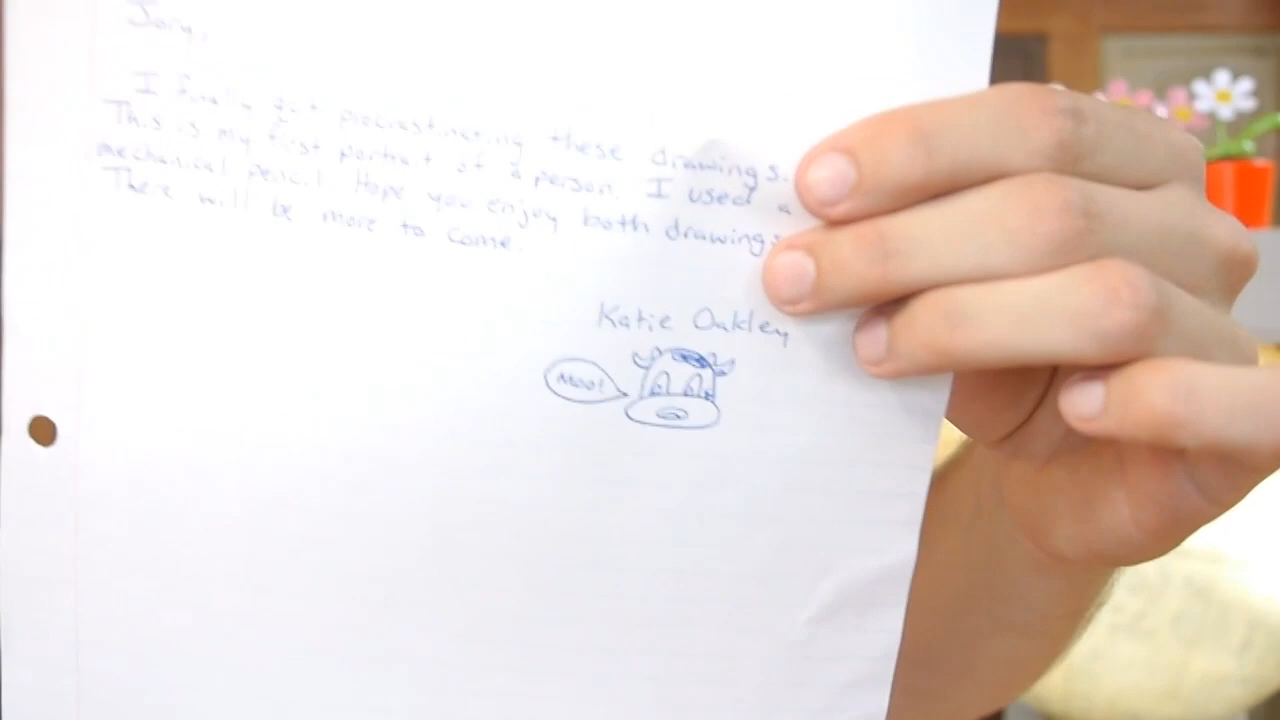 Jory,
I finally got procrastinating these drawings.
This is my first portrait of a person. I used a
mechanical pencil. Hope you enjoy both drawings
There will be more to come.
Katie Oakley
Moo!